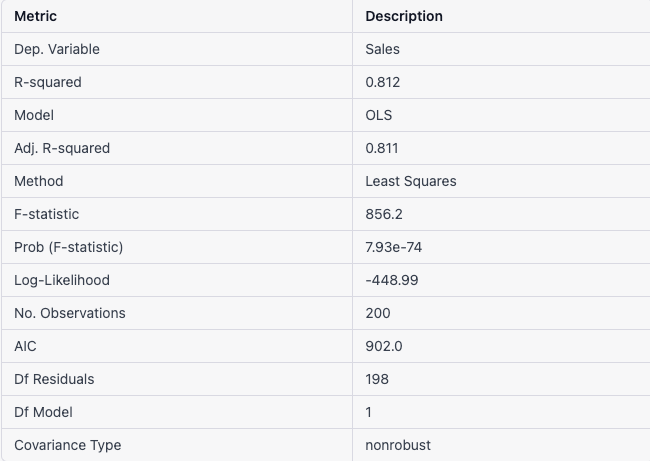 Metric Description
Dep. Variable Sales
R-squared 0.812
Model OLS
Adj. R-squared 0.811
Method Least Squares
F-statistic 856.2
Prob (F-statistic) 7.93e-74
Log-Likelihood -448.99
No. Observations 200
AIC 902.0
Df Residuals 198
Df Model 1
Covariance Type nonrobust